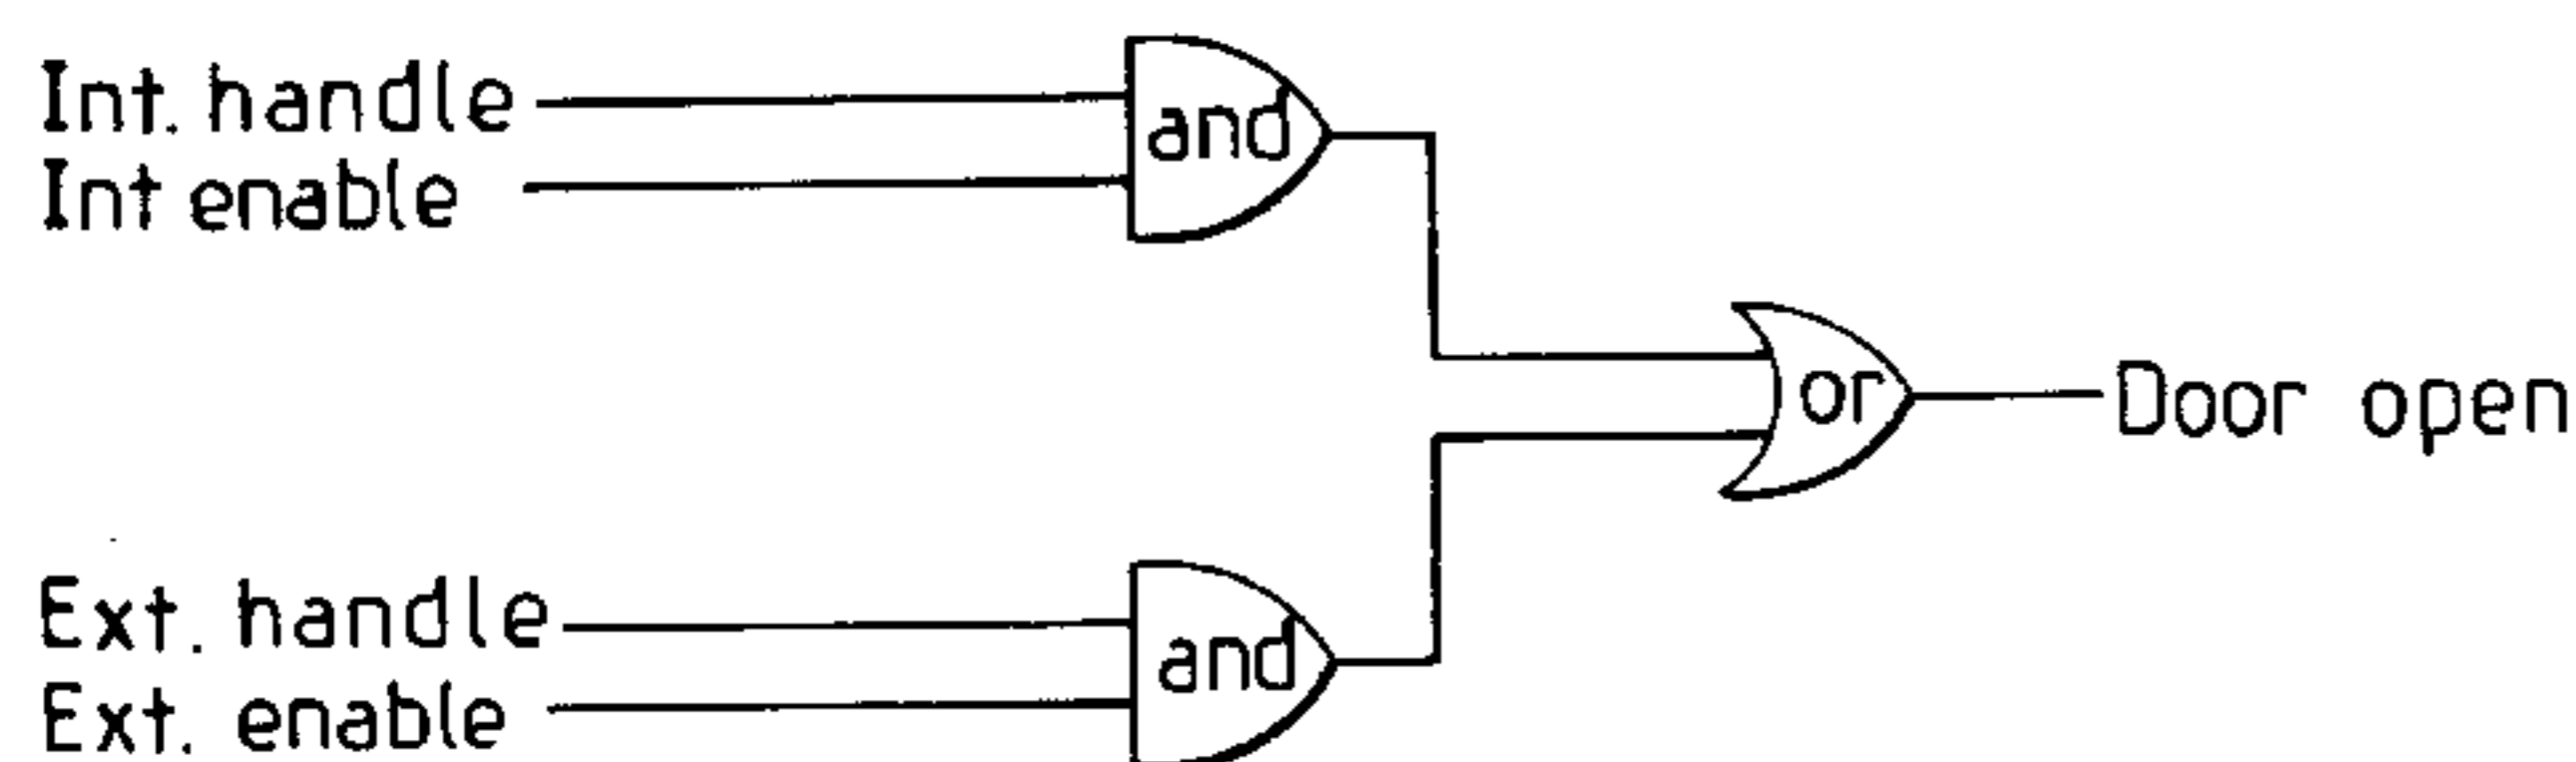 Int. handle
Int enable
and
or
Door open
Ext. handle
Ext. enable
and